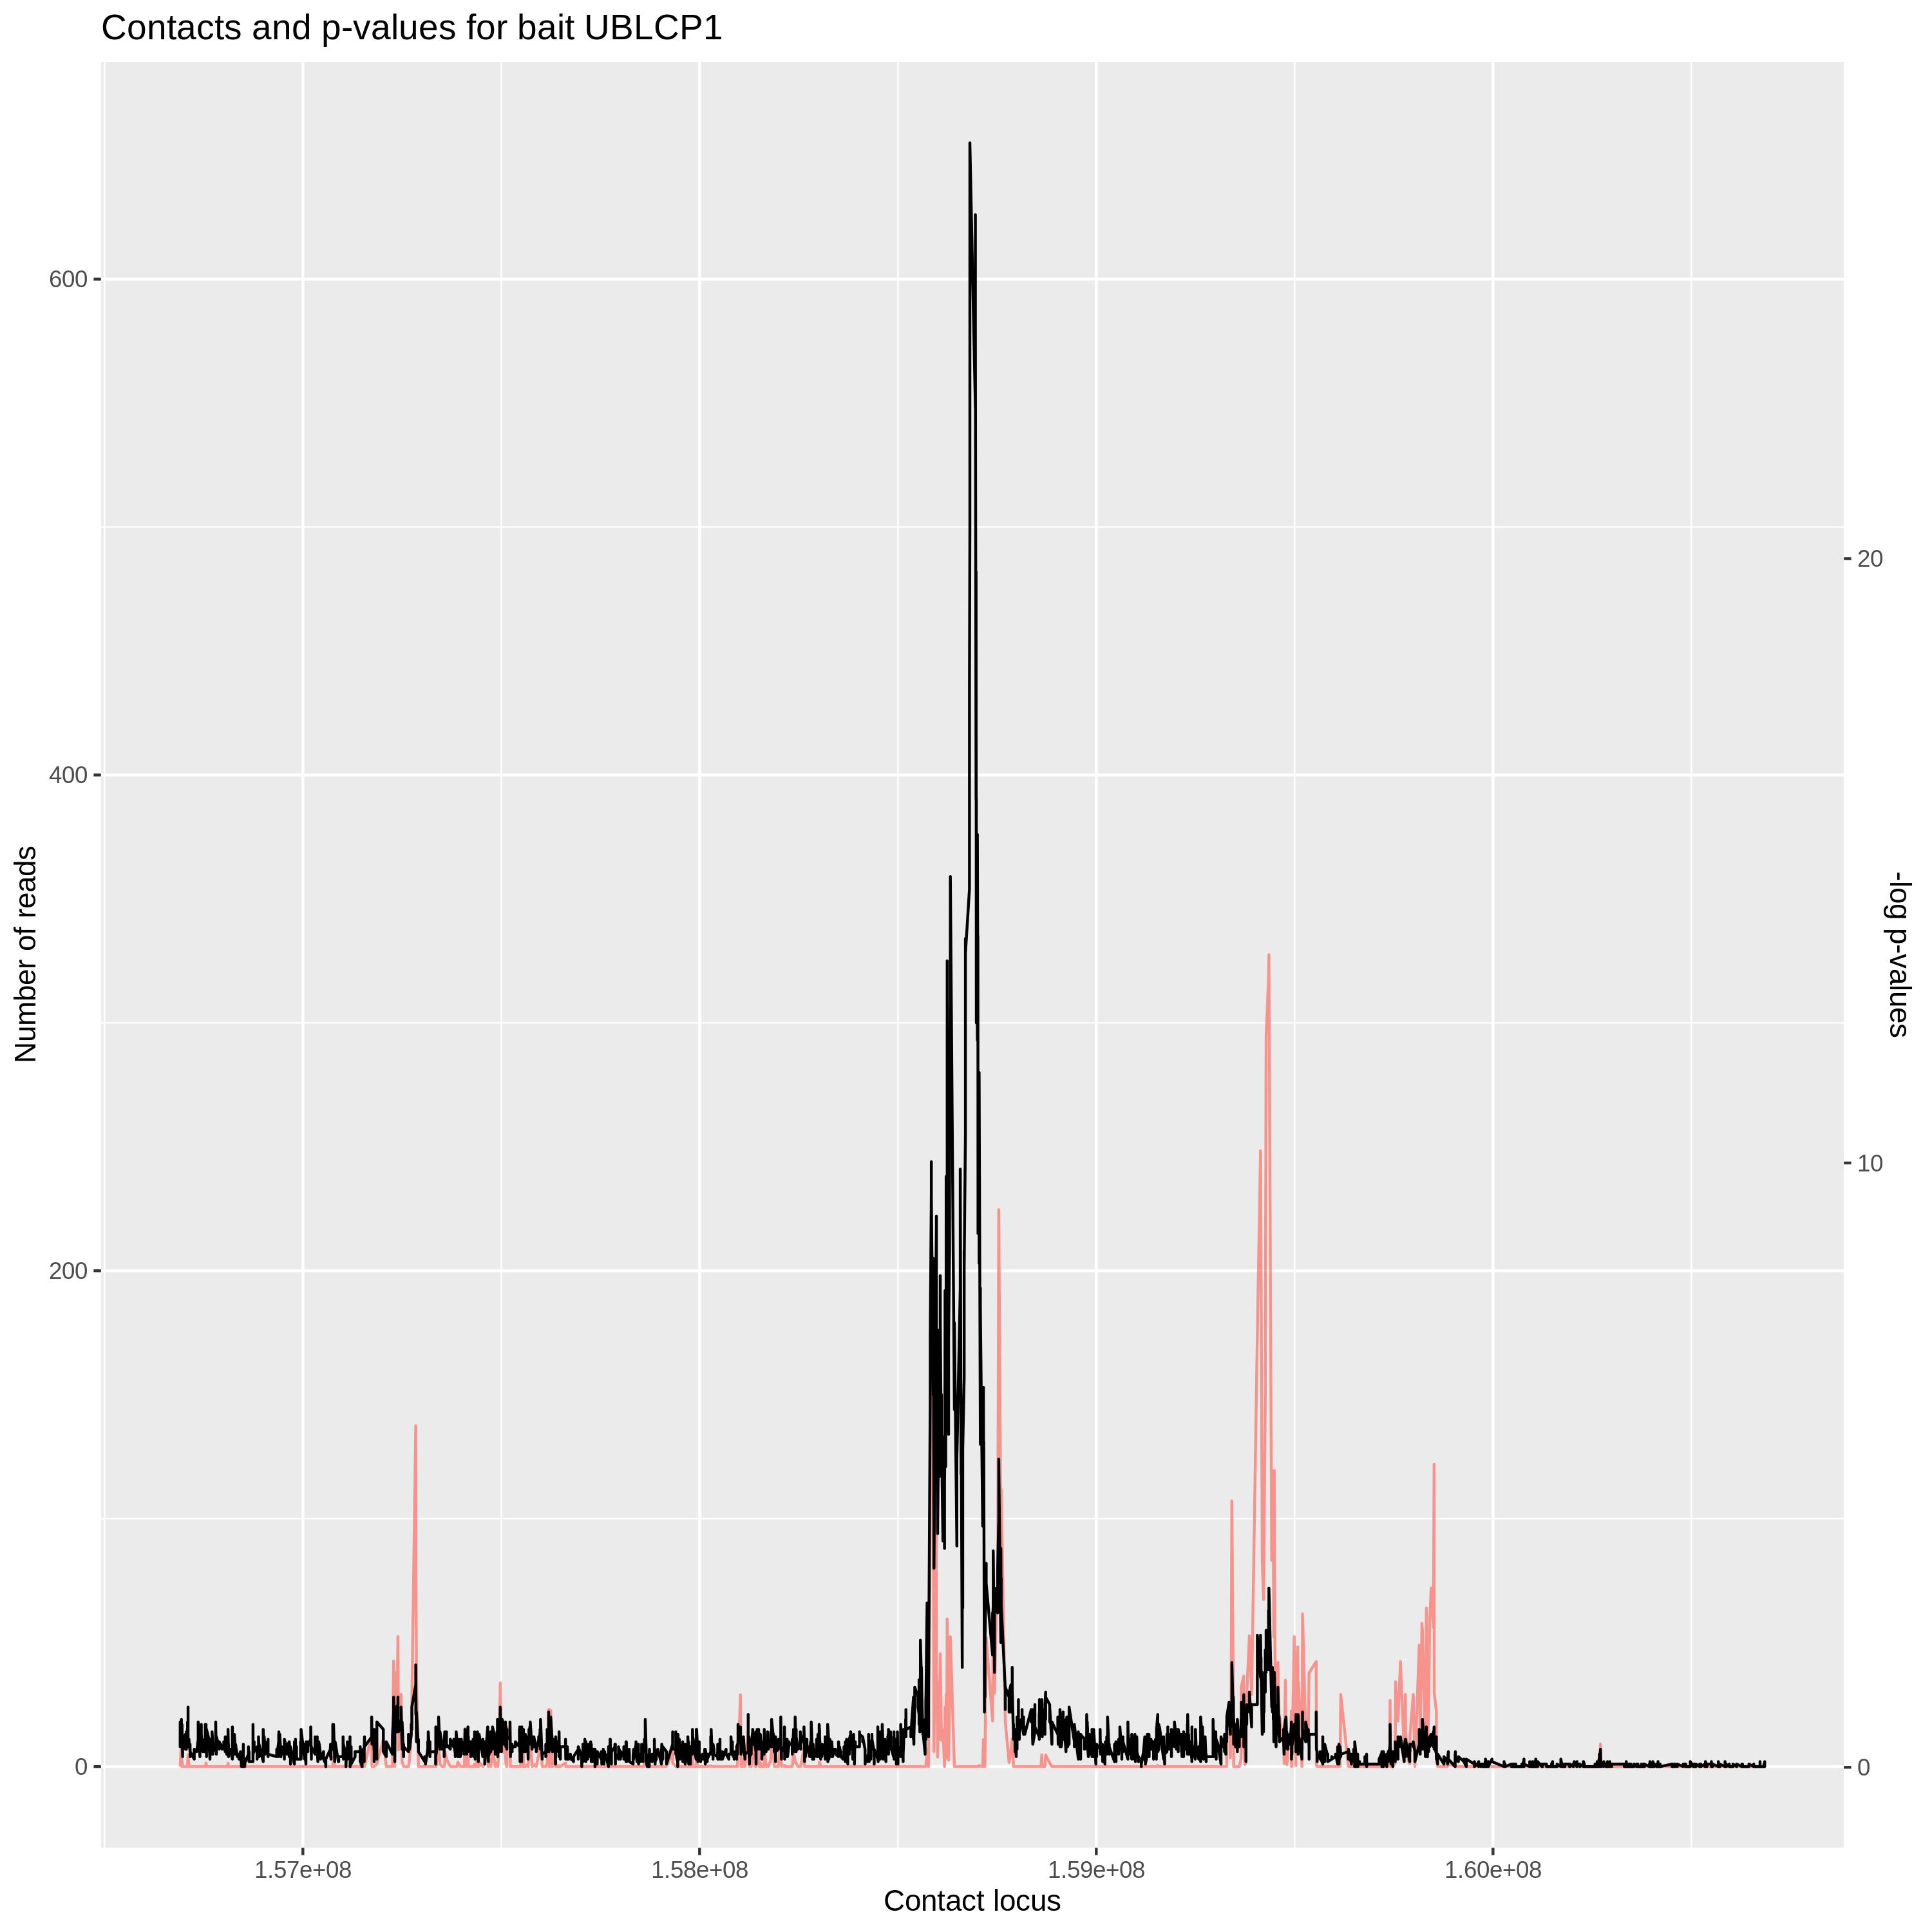 Contacts and p-values for bait UBLCP1
600
400
200
0
Number of reads
20
10
0
-log p-values
1.57e+08
1.58e+08
1.59e+08
1.60e+08
Contact locus